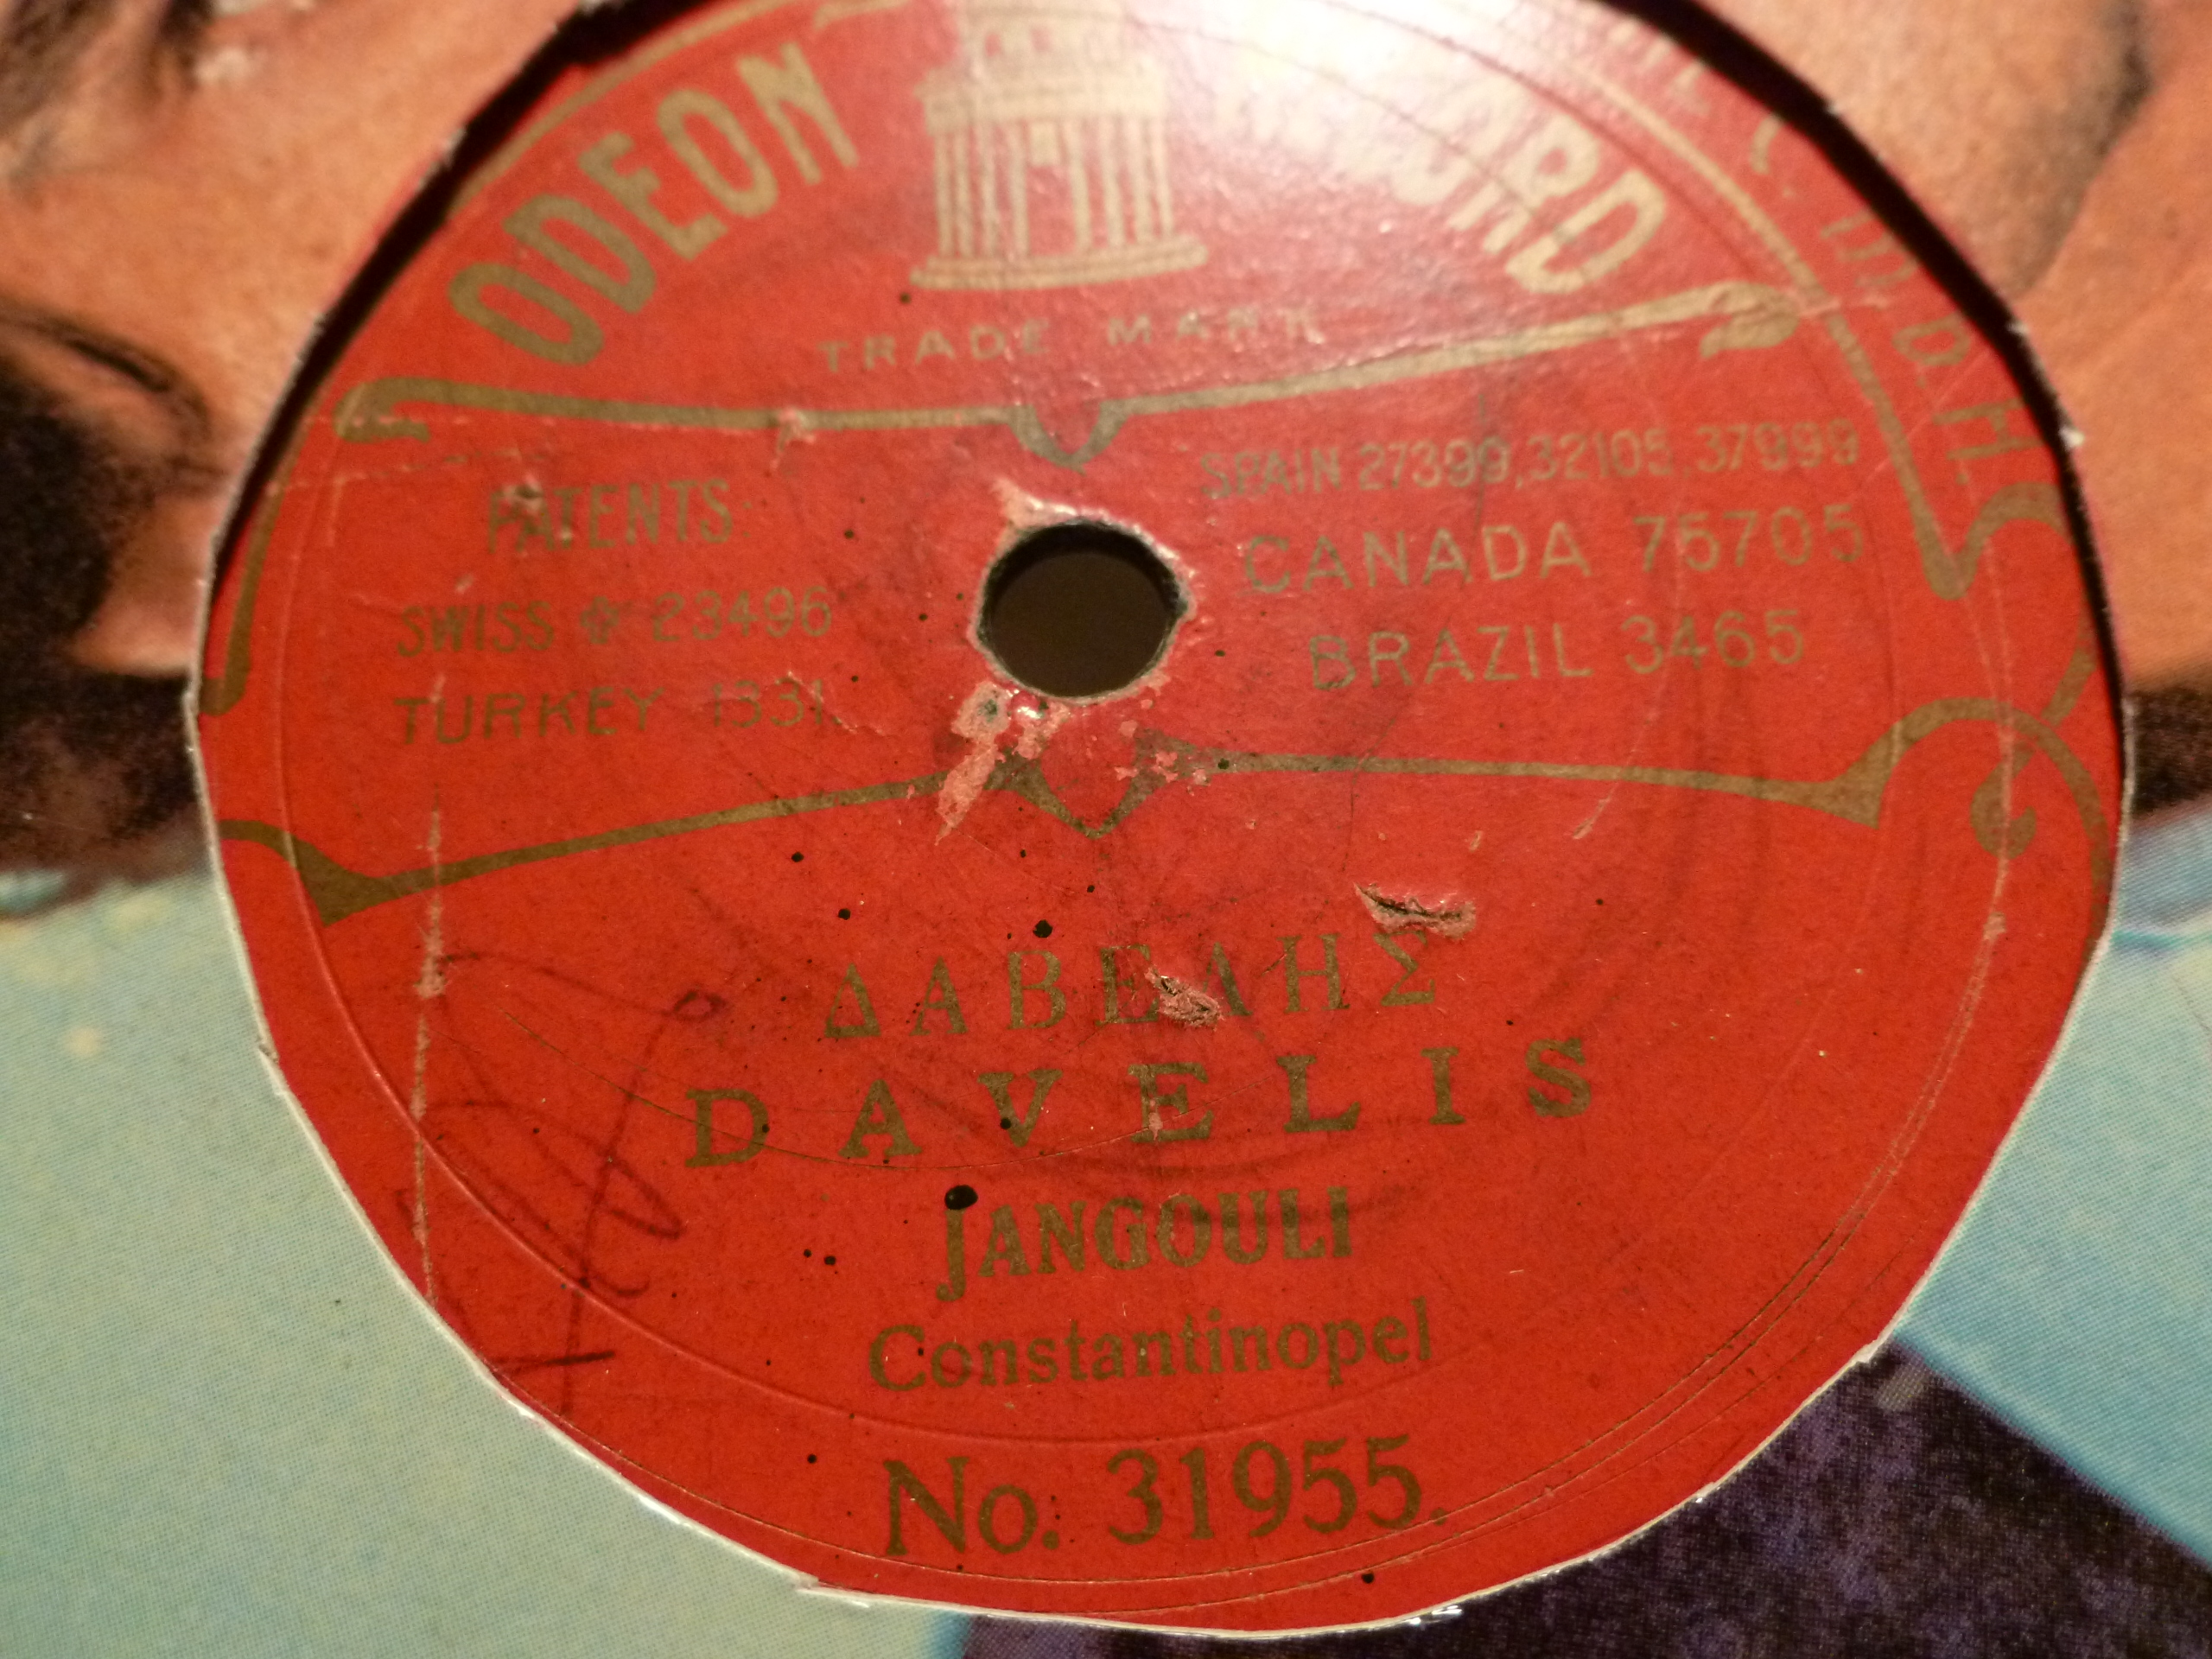 ODEON
TRADE MARK
PATENTS:
SWISS 23496
TURKEY 1331.
SPAIN 27399,32105,37999
CANADA 75705
BRAZIL 3465
m.b.H.
ΔΑΒΕΛΗΣ
DAVELIS
JANGOULI
Constantinopel
No. 31955.